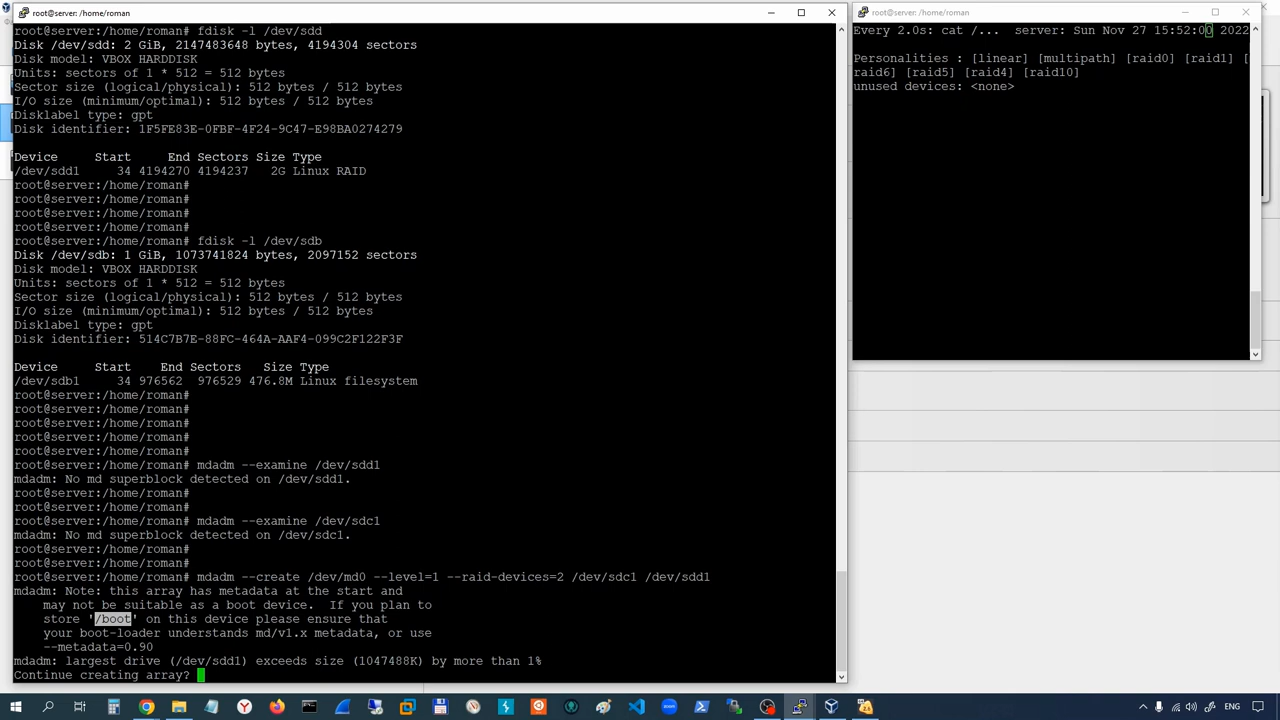 root@server: /home/roman
root@server:/home/roman# fdisk -l /dev/sdd
Disk /dev/sdd: 2 GiB, 2147483648 bytes, 4194304 sectors
Disk model: VBOX HARDDISK
Units: sectors of 1 * 512 = 512 bytes
Sector size (logical/physical): 512 bytes / 512 bytes
I/O size (minimum/optimal): 512 bytes / 512 bytes
Disklabel type: gpt
Disk identifier: 1F5FE83E-0FBF-4F24-9C47-E98BA0274279
Device Start End Sectors Size Type
/dev/sdd1 34 4194270 4194237 2G Linux RAID
root@server:/home/roman#
root@server:/home/roman#
root@server:/home/roman#
root@server:/home/roman#
root@server:/home/roman# fdisk -l /dev/sdb
Disk /dev/sdb: 1 GiB, 1073741824 bytes, 2097152 sectors
Disk model: VBOX HARDDISK
Units: sectors of 1 * 512 = 512 bytes
Sector size (logical/physical): 512 bytes / 512 bytes
I/O size (minimum/optimal): 512 bytes / 512 bytes
Disklabel type: gpt
Disk identifier: 514C7B7E-88FC-464A-AAF4-099C2F122F3F
Device Start End Sectors Size Type
/dev/sdb1 34 976562 976529 476.8M Linux filesystem
root@server:/home/roman#
root@server:/home/roman#
root@server:/home/roman#
root@server:/home/roman#
root@server:/home/roman#
root@server:/home/roman# mdadm --examine /dev/sdd1
mdadm: No md superblock detected on /dev/sdd1.
root@server:/home/roman#
root@server:/home/roman#
root@server:/home/roman# mdadm --examine /dev/sdc1
mdadm: No md superblock detected on /dev/sdc1.
root@server:/home/roman#
root@server:/home/roman#
root@server:/home/roman# mdadm --create /dev/md0 --level=1 --raid-devices=2 /dev/sdc1 /dev/sdd1
mdadm: Note: this array has metadata at the start and
may not be suitable as a boot device. If you plan to
store '/boot' on this device please ensure that
your boot-loader understands md/v1.x metadata, or use
--metadata=0.90
mdadm: largest drive (/dev/sdd1) exceeds size (1047488K) by more than 1%
Continue creating array?
root@server: /home/roman
Every 2.0s: cat /... server: Sun Nov 27 15:52:00 2022
Personalities : [linear] [multipath] [raid0] [raid1] [
raid6] [raid5] [raid4] [raid10]
unused devices: <none>
ENG